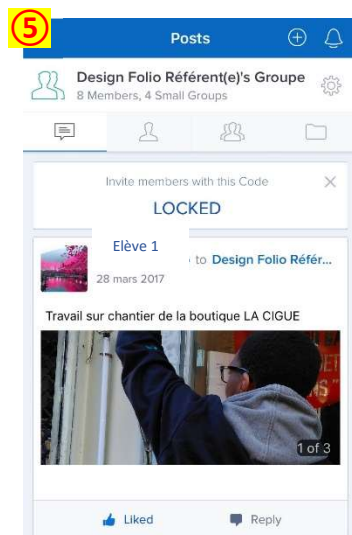 ⑤
Posts
Design Folio Référent(e)'s Groupe
8 Members, 4 Small Groups
Invite members with this Code
LOCKED
Elève 1
to Design Folio Référ...
28 mars 2017
Travail sur chantier de la boutique LA CIGUE
1 of 3
Liked
Reply